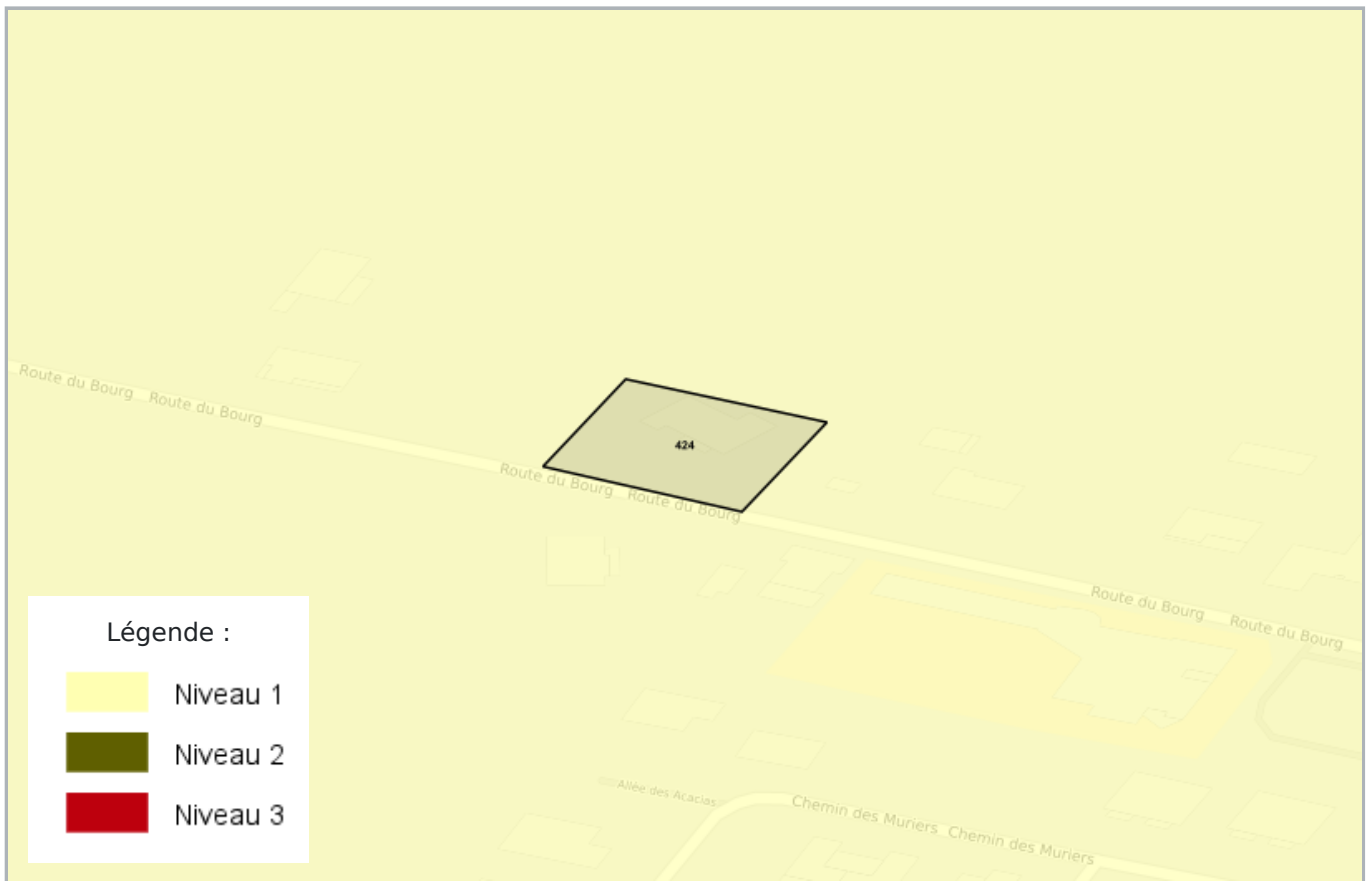 Route du Bourg Route du Bourg
424
Route du Bourg Route du Bourg
Route du Bourg Route du Bourg
Légende :
Niveau 1
Niveau 2
Niveau 3
Allée des Acacias
Chemin des Muriers Chemin des Muriers